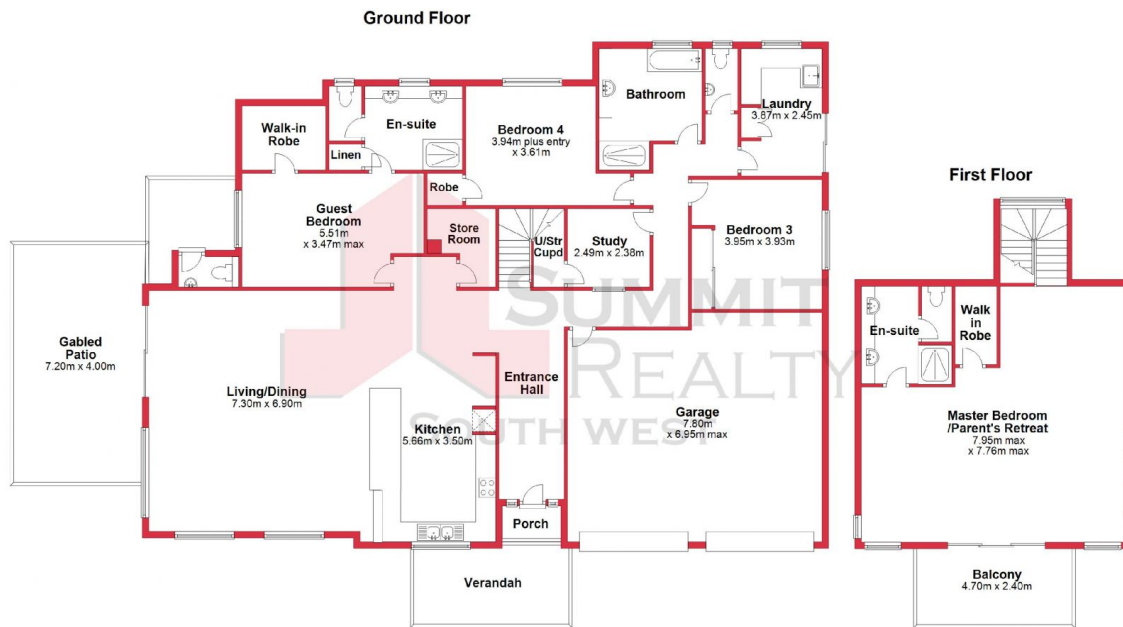 Ground Floor
Walk-in
Robe
Linen
En-suite
Bedroom 4
3.94m plus entry
x 3.61m
Bathroom
Laundry
3.87m x 2.45m
Guest
Bedroom
5.51m
x 3.47m max
Robe
Store
Room
U/Str
Cupd
Study
2.49m x 2.38m
Bedroom 3
3.95m x 3.93m
Gabled
Patio
7.20m x 4.00m
Living/Dining
7.30m x 6.90m
Kitchen
5.66m x 3.50m
Entrance
Hall
Garage
7.80m
x 6.95m max
Porch
Verandah
SUMMIT
REALTY
SOUTH WEST
First Floor
En-suite
Walk
in
Robe
Master Bedroom
/Parent's Retreat
7.95m max
x 7.76m max
Balcony
4.70m x 2.40m